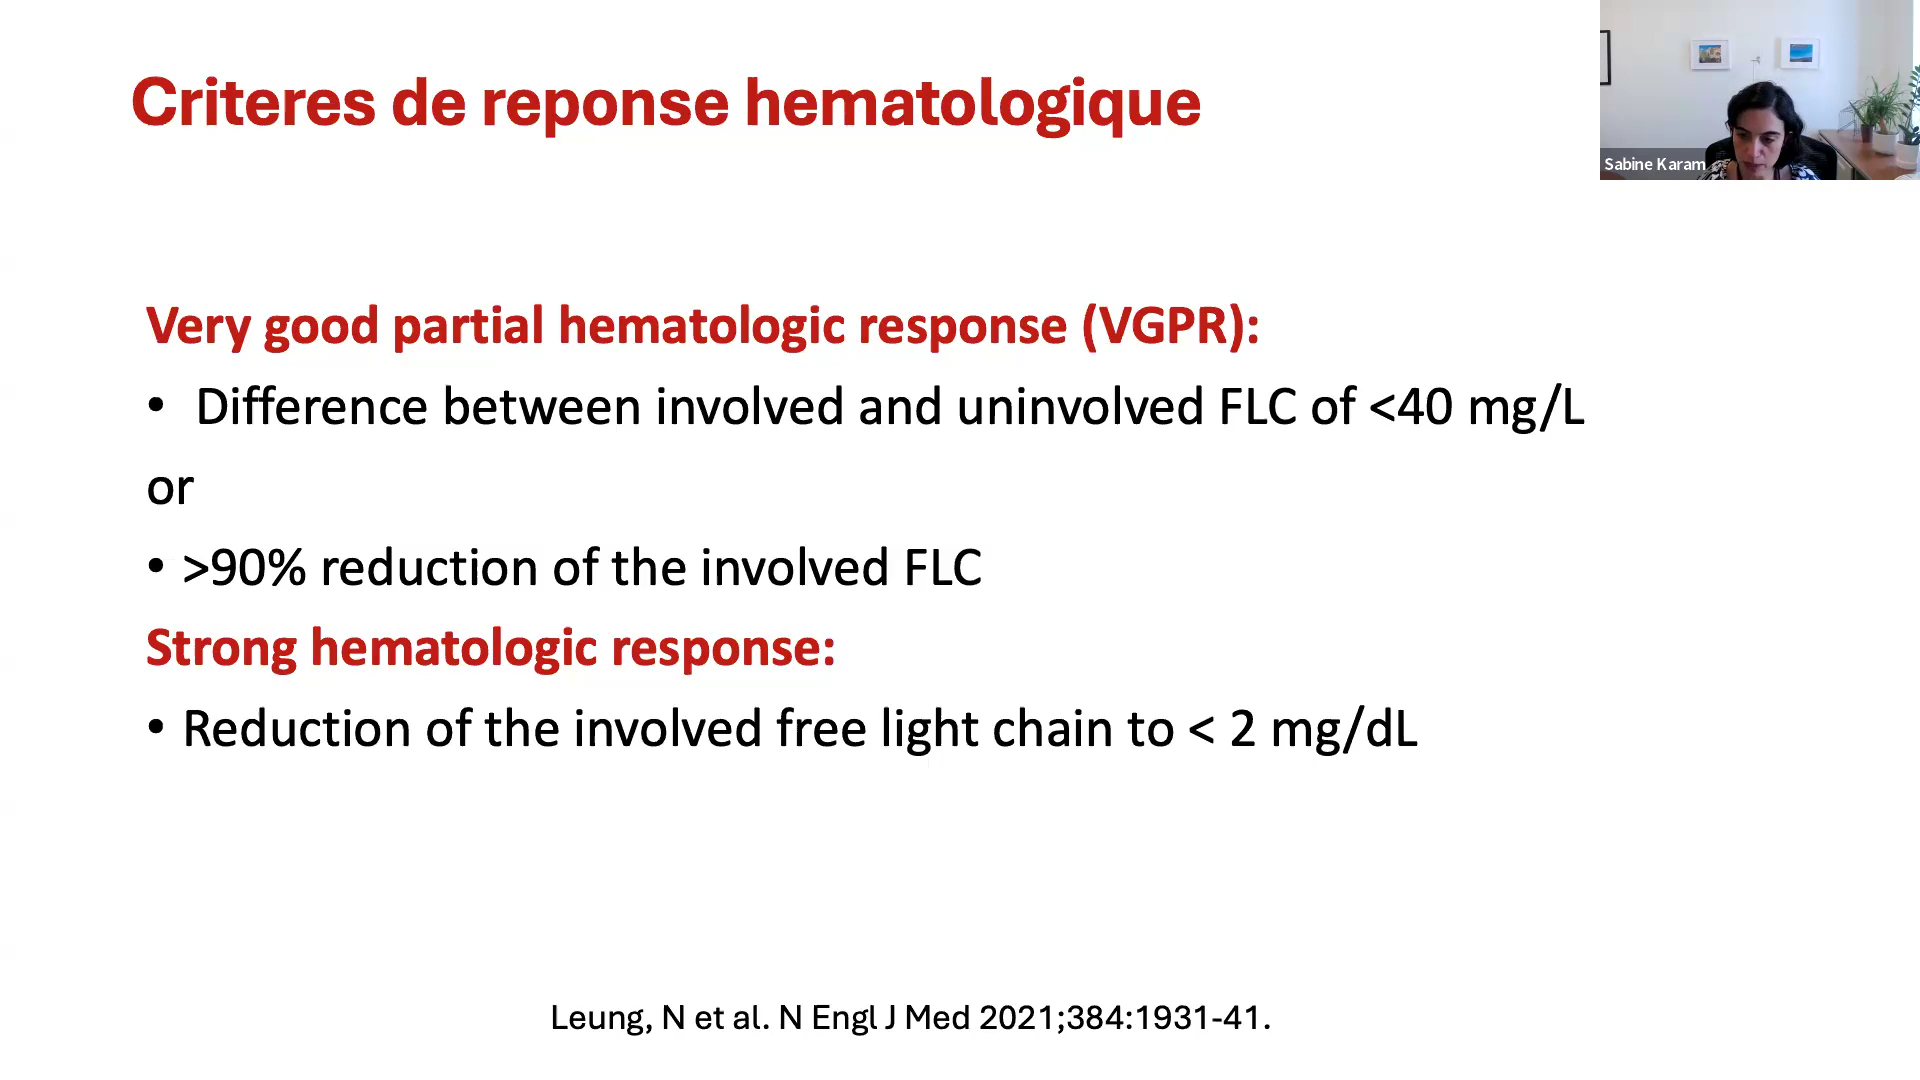 Criteres de reponse hematologique
Sabine Karam
Very good partial hematologic response (VGPR):
• Difference between involved and uninvolved FLC of <40 mg/L
or
• >90% reduction of the involved FLC
Strong hematologic response:
• Reduction of the involved free light chain to < 2 mg/dL
Leung, N et al. N Engl J Med 2021;384:1931-41.